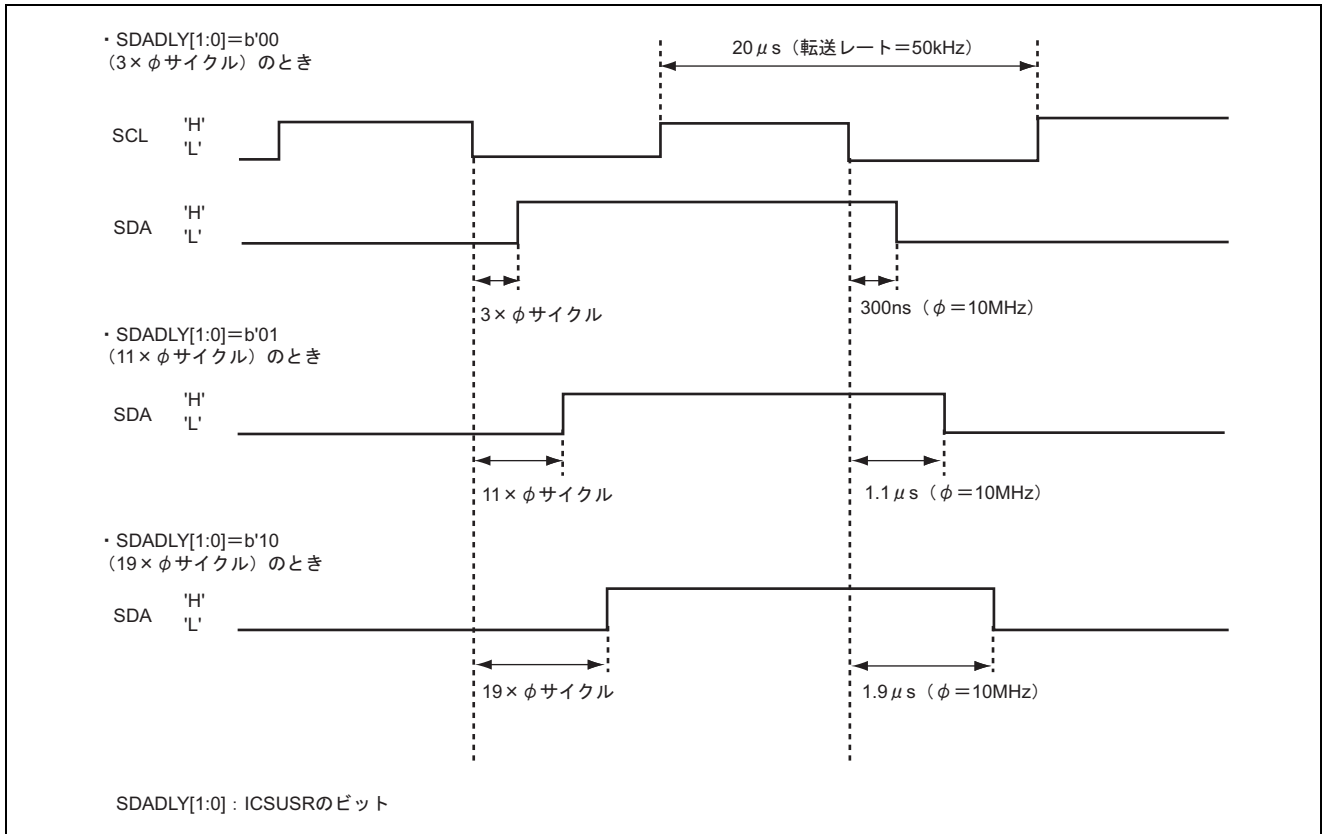 ・SDADLY[1:0]＝b'00
（3×φサイクル）のとき
20μs（転送レート＝50kHz）
SCL
'H'
'L'
SDA
'H'
'L'
3×φサイクル
300ns（φ＝10MHz）
・SDADLY[1:0]＝b'01
（11×φサイクル）のとき
SDA
'H'
'L'
11×φサイクル
1.1μs（φ＝10MHz）
・SDADLY[1:0]＝b'10
（19×φサイクル）のとき
SDA
'H'
'L'
19×φサイクル
1.9μs（φ＝10MHz）
SDADLY[1:0]：ICSUSRのビット